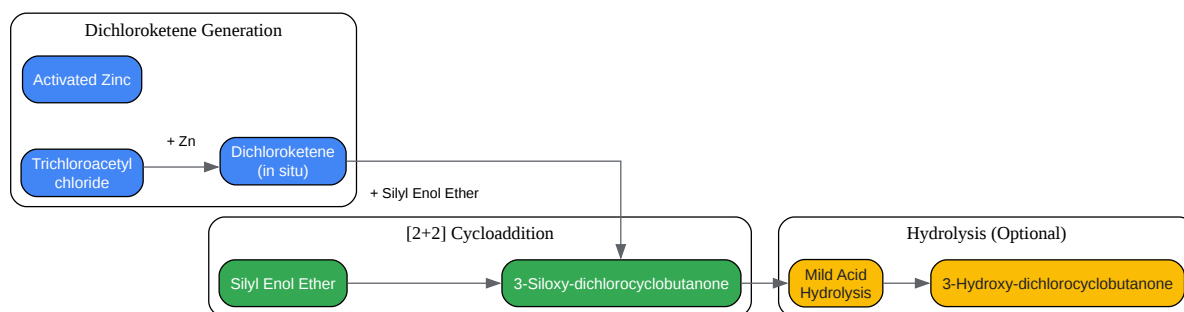 Dichloroketene Generation
Activated Zinc
+ Zn
Trichloroacetyl
chloride
Dichloroketene
(in situ)
+ Silyl Enol Ether
[2+2] Cycloaddition
Silyl Enol Ether
3-Siloxy-dichlorocyclobutanone
Hydrolysis (Optional)
Mild Acid
Hydrolysis
3-Hydroxy-dichlorocyclobutanone